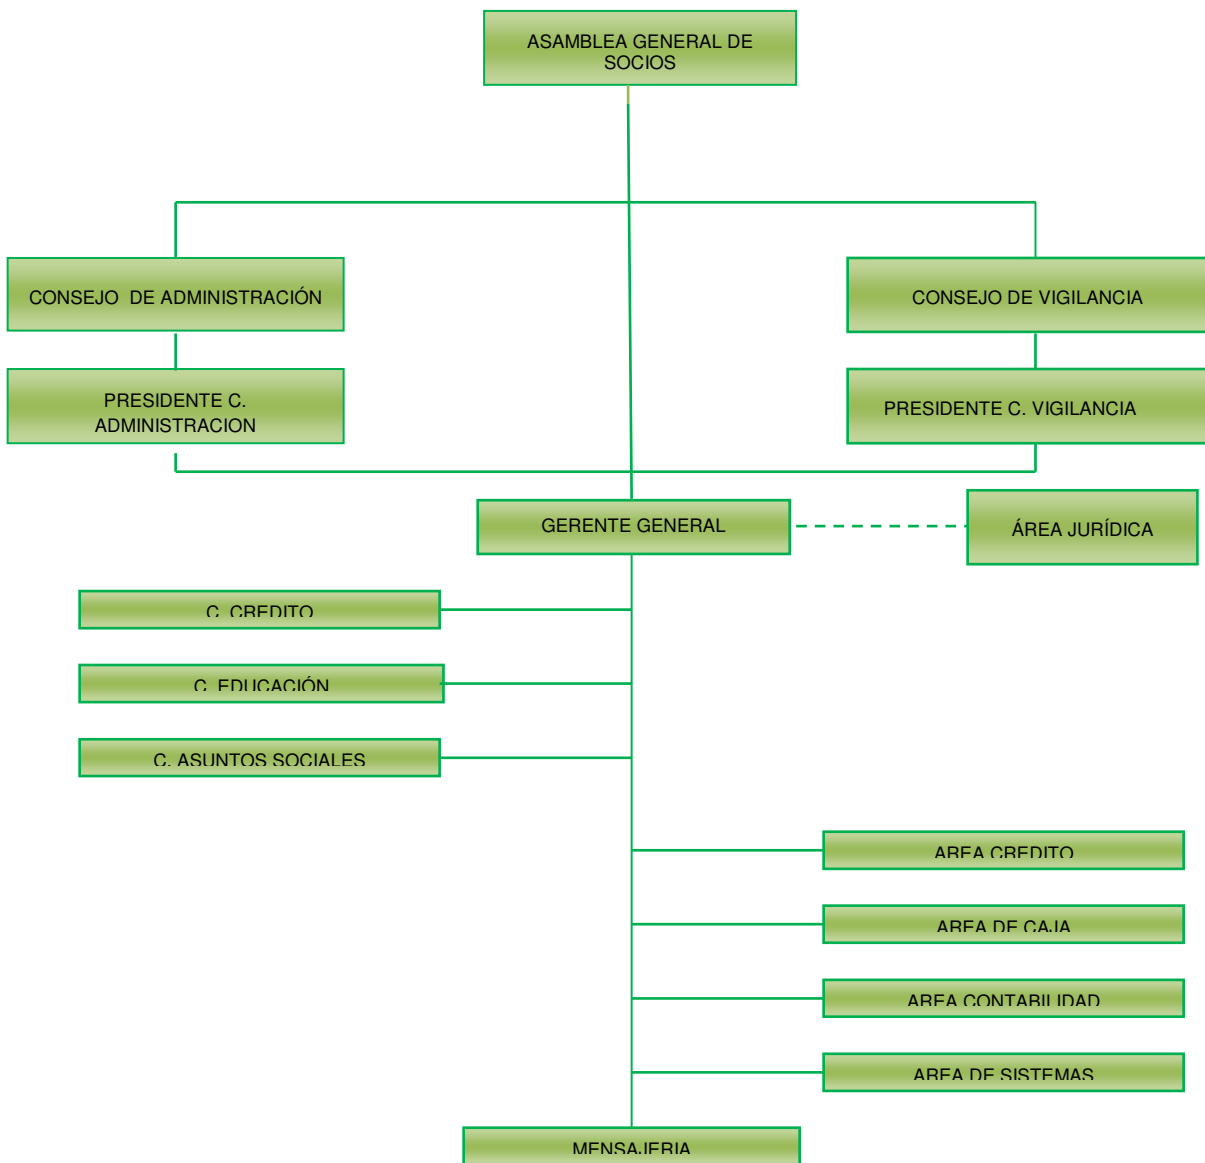 ASAMBLEA GENERAL DE
SOCIOS
CONSEJO DE ADMINISTRACIÓN
CONSEJO DE VIGILANCIA
PRESIDENTE C.
ADMINISTRACION
PRESIDENTE C. VIGILANCIA
GERENTE GENERAL
ÁREA JURÍDICA
C. CREDITO
C. EDUCACIÓN
C. ASUNTOS SOCIALES
AREA CREDITO
AREA DE CAJA
AREA CONTABILIDAD
AREA DE SISTEMAS
MENSAJERIA